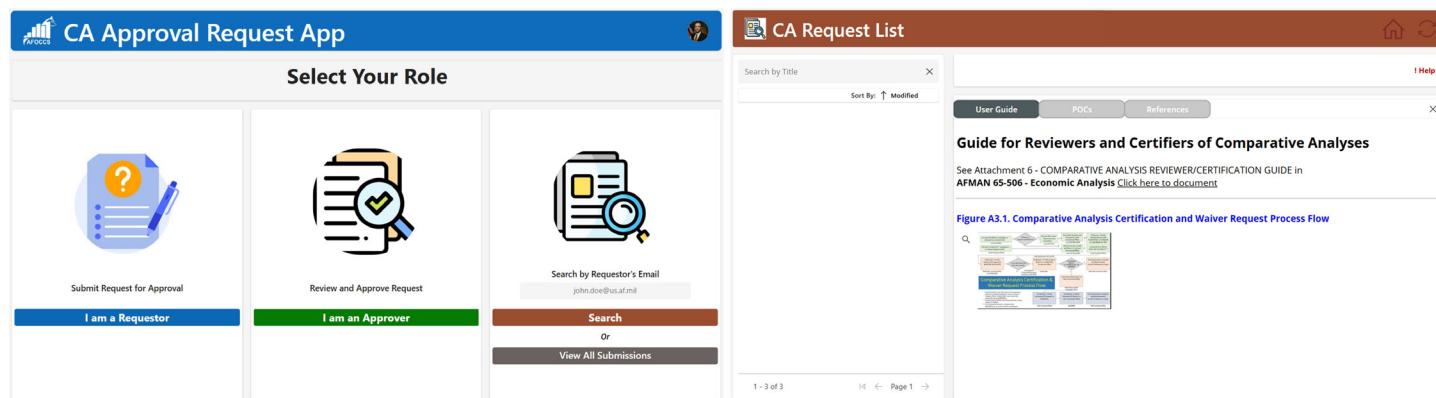 AFOCCS
CA Approval Request App
Select Your Role
Submit Request for Approval
I am a Requestor
Review and Approve Request
I am an Approver
Search by Requestor's Email
john.doe@us.af.mil
Search
Or
View All Submissions
CA Request List
Search by Title
Sort By: ↑ Modified
1 - 3 of 3
Page 1
! Help
User Guide
POCs
References
Guide for Reviewers and Certifiers of Comparative Analyses
See Attachment 6 - COMPARATIVE ANALYSIS REVIEWER/CERTIFICATION GUIDE in
AFMAN 65-506 - Economic Analysis Click here to document
Figure A3.1. Comparative Analysis Certification and Waiver Request Process Flow
Comparative Analysis Certification &
Waiver Request Process Flow